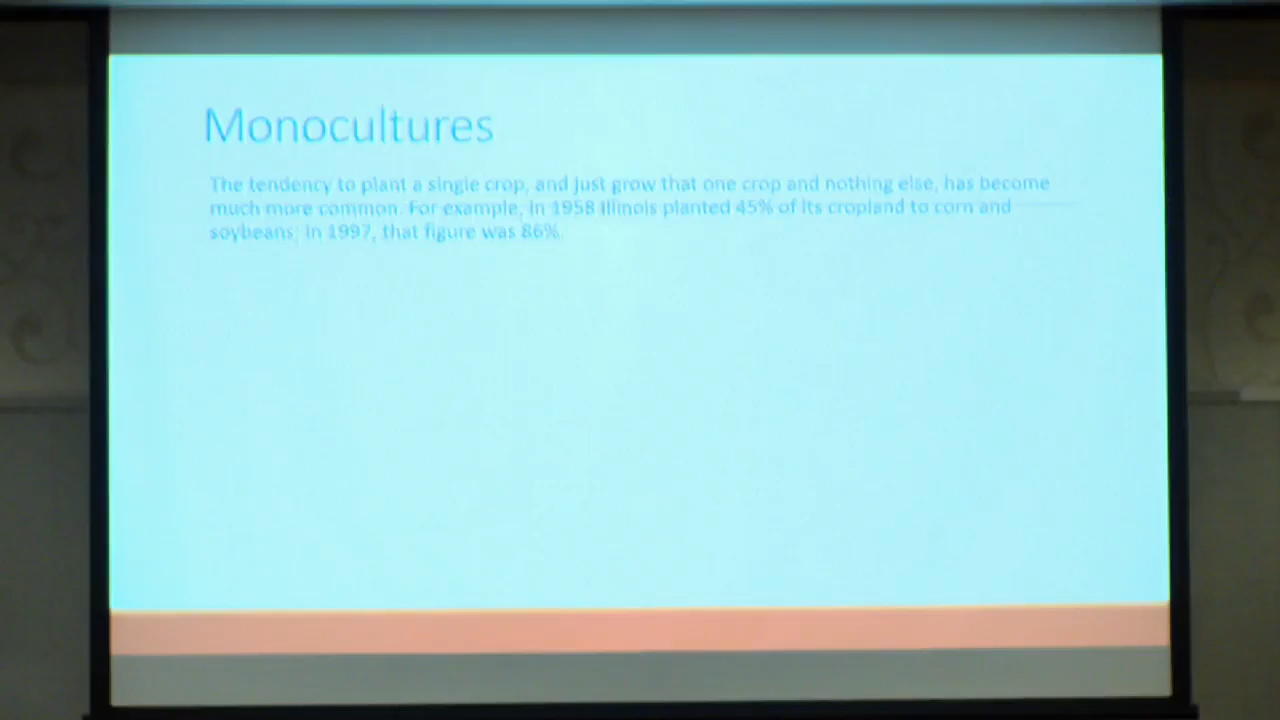 Monocultures
The tendency to plant a single crop, and just grow that one crop and nothing else, has become
much more common. For example, in 1958 Illinois planted 45% of its cropland to corn and
soybeans; in 1997, that figure was 86%.